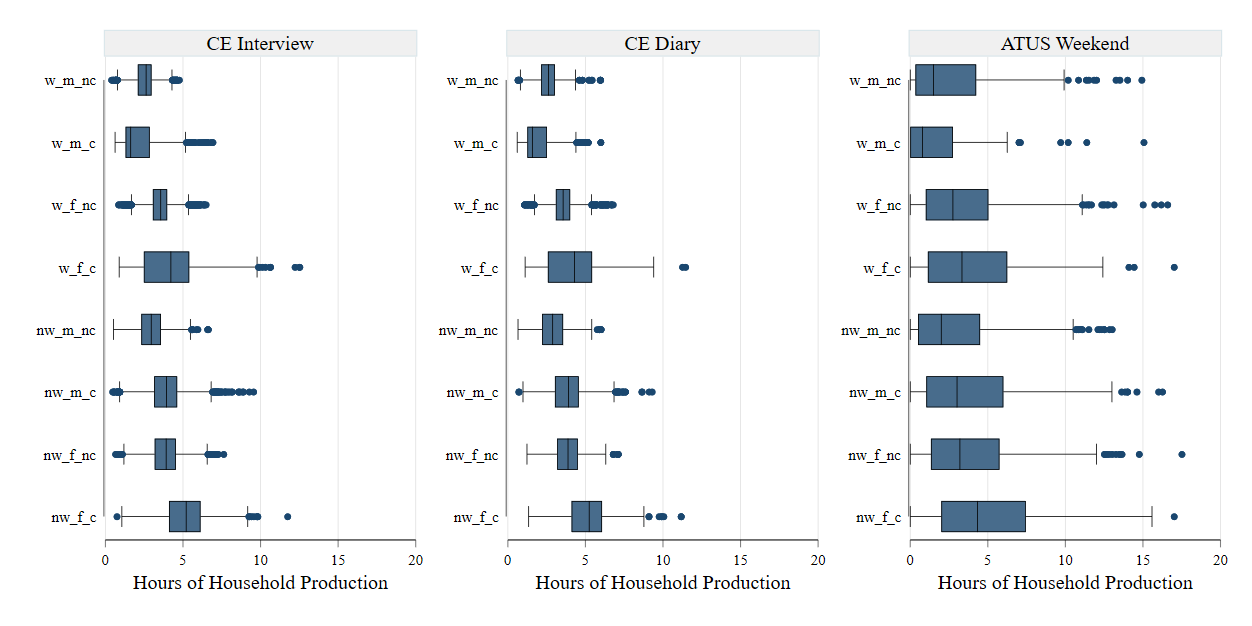 CE Interview
w_m_nc
w_m_c
w_f_nc
w_f_c
nw_m_nc
nw_m_c
nw_f_nc
nw_f_c
0 5 10 15 20
Hours of Household Production
CE Diary
w_m_nc
w_m_c
w_f_nc
w_f_c
nw_m_nc
nw_m_c
nw_f_nc
nw_f_c
0 5 10 15 20
Hours of Household Production
ATUS Weekend
w_m_nc
w_m_c
w_f_nc
w_f_c
nw_m_nc
nw_m_c
nw_f_nc
nw_f_c
0 5 10 15 20
Hours of Household Production